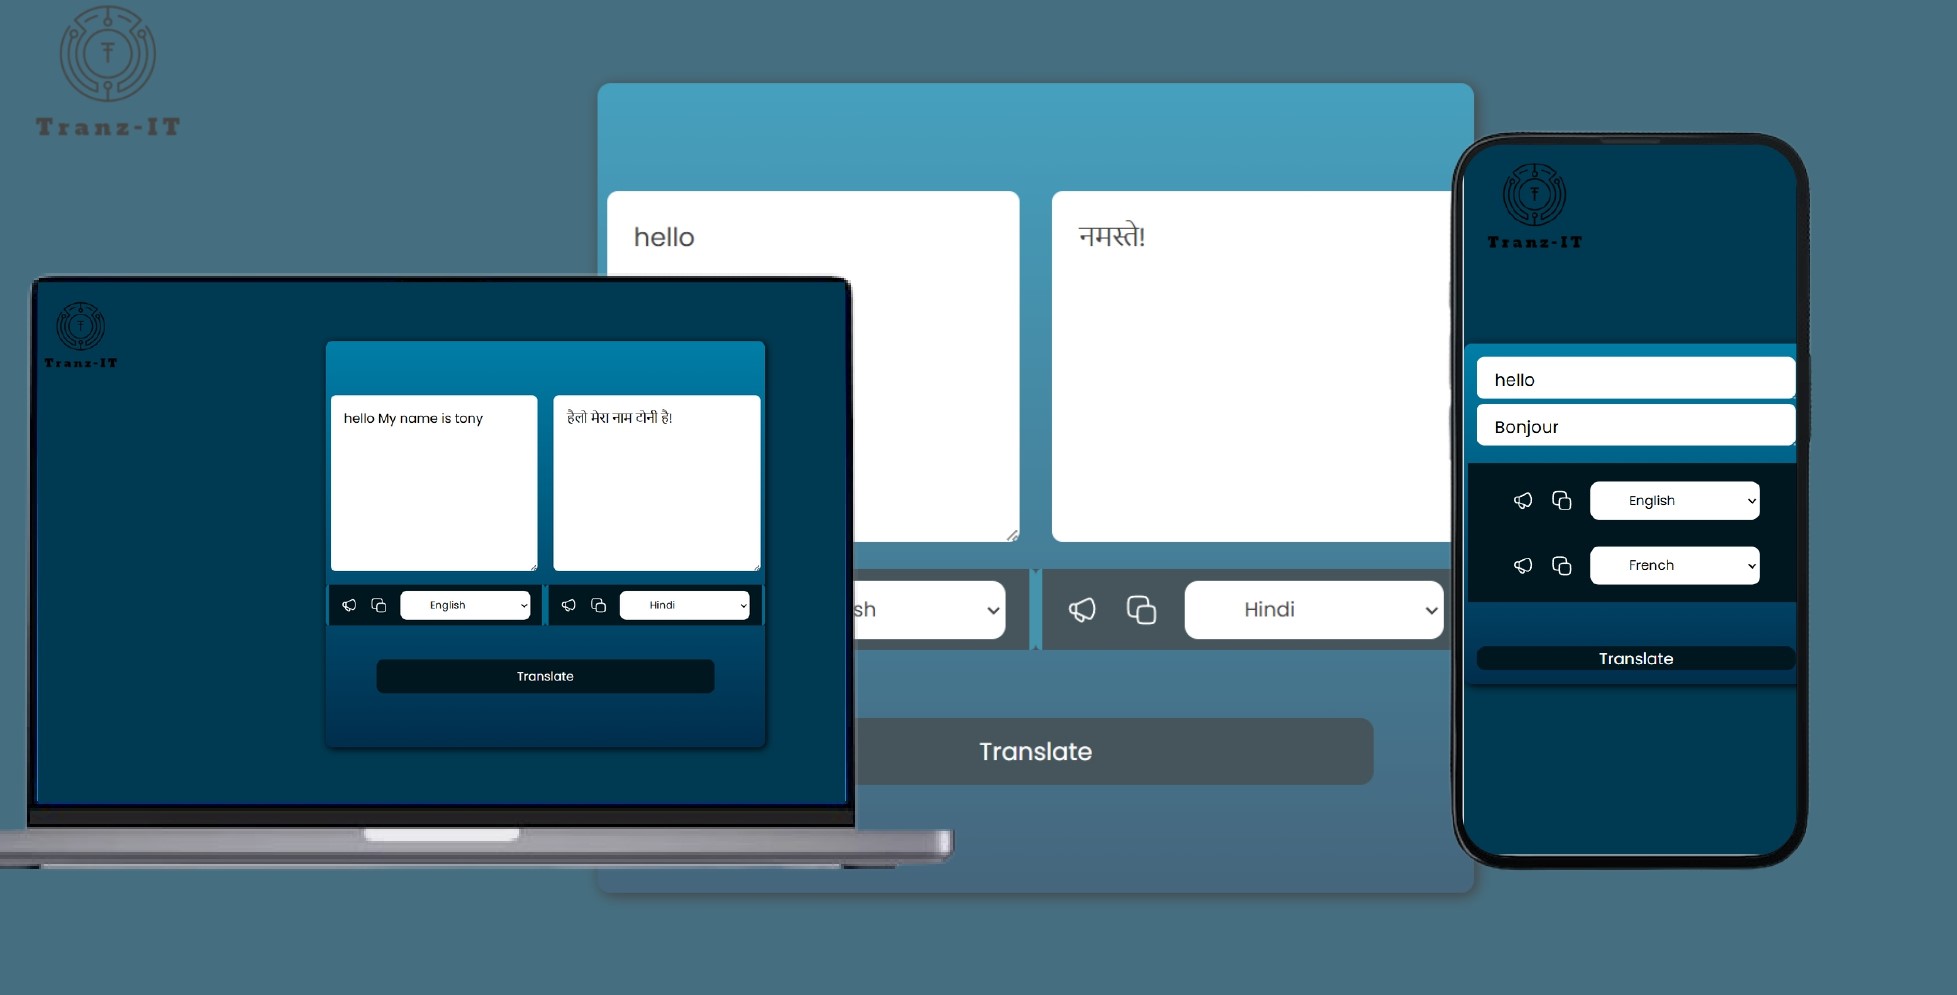 Tranz-IT
hello
नमस्ते!
sh
Hindi
Translate
Tranz-IT
hello My name is tony
हैलो मेरा नाम टोनी है!
English
Hindi
Translate
Tranz-IT
hello
Bonjour
English
French
Translate